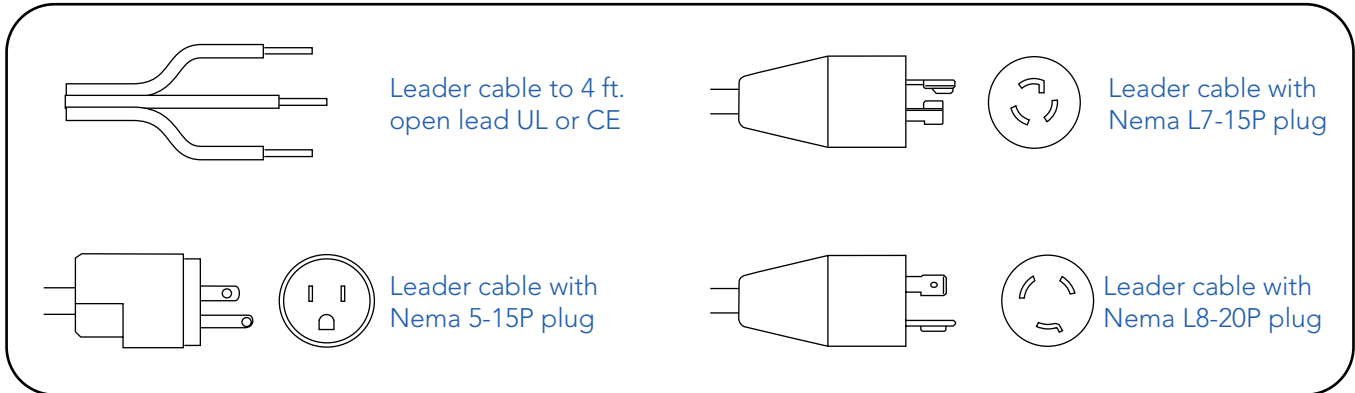 Leader cable to 4 ft.
open lead UL or CE
Leader cable with
Nema L7-15P plug
Leader cable with
Nema 5-15P plug
Leader cable with
Nema L8-20P plug